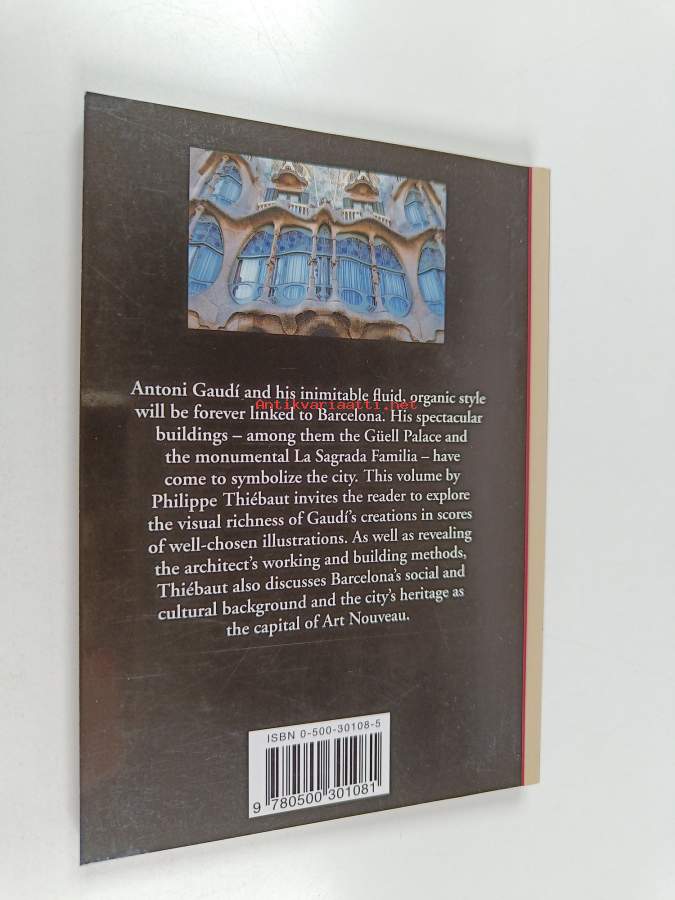 Antoni Gaudí and his inimitable fluid, organic style
Antikvariaatti.net
will be forever linked to Barcelona. His spectacular
buildings – among them the Güell Palace and
the monumental La Sagrada Familia – have
come to symbolize the city. This volume by
Philippe Thiébaut invites the reader to explore
the visual richness of Gaudí's creations in scores
of well-chosen illustrations. As well as revealing
the architect's working and building methods,
Thiébaut also discusses Barcelona's social and
cultural background and the city's heritage as
the capital of Art Nouveau.
ISBN 0-500-30108-5
9 780500 301081